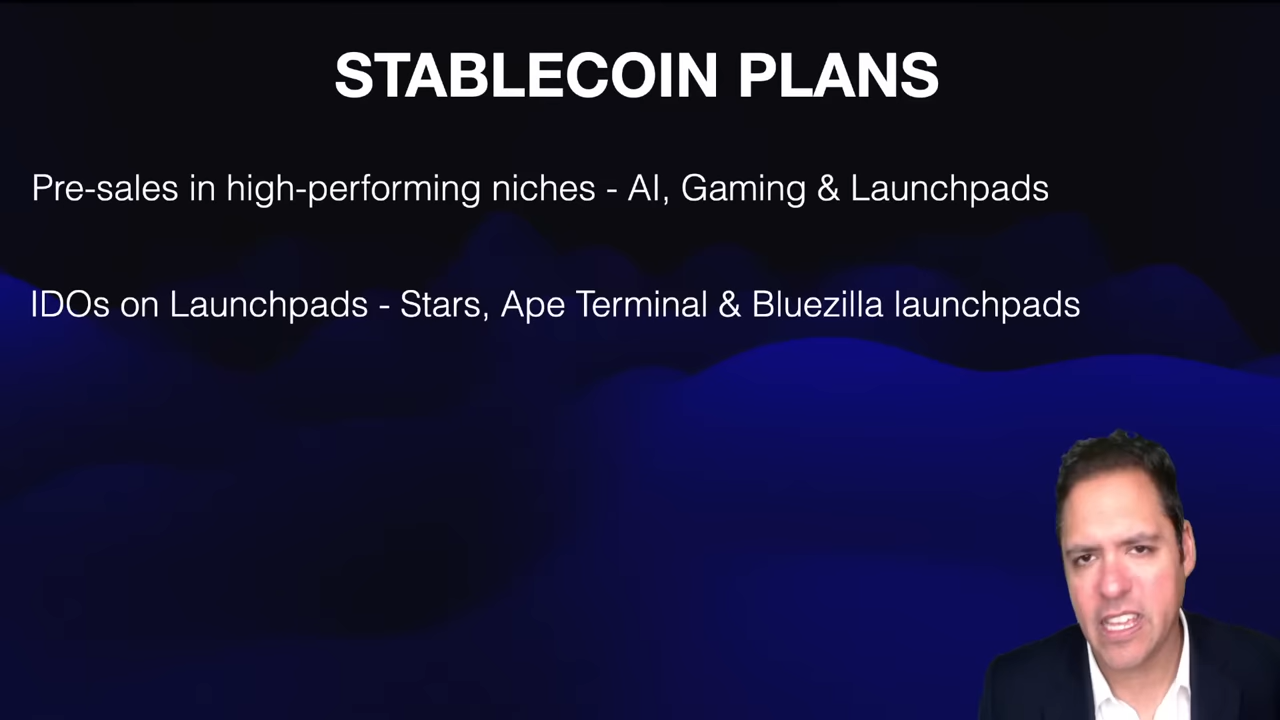 STABLECOIN PLANS
Pre-sales in high-performing niches - AI, Gaming & Launchpads
IDOs on Launchpads - Stars, Ape Terminal & Bluezilla launchpads